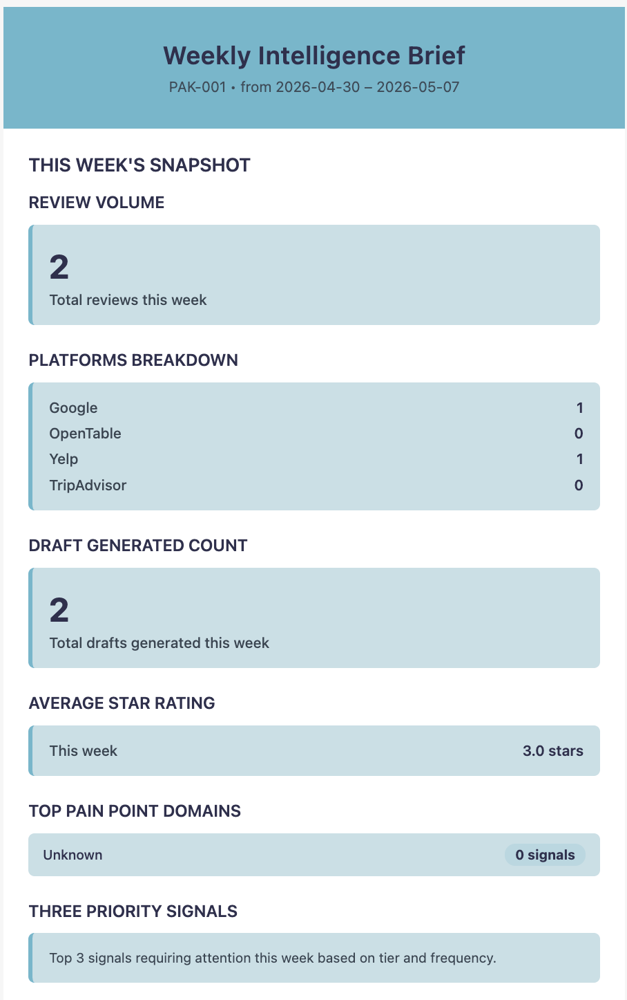 Weekly Intelligence Brief
PAK-001 • from 2026-04-30 – 2026-05-07
THIS WEEK'S SNAPSHOT
REVIEW VOLUME
2
Total reviews this week
PLATFORMS BREAKDOWN
Google 1
OpenTable 0
Yelp 1
TripAdvisor 0
DRAFT GENERATED COUNT
2
Total drafts generated this week
AVERAGE STAR RATING
This week 3.0 stars
TOP PAIN POINT DOMAINS
Unknown 0 signals
THREE PRIORITY SIGNALS
Top 3 signals requiring attention this week based on tier and frequency.